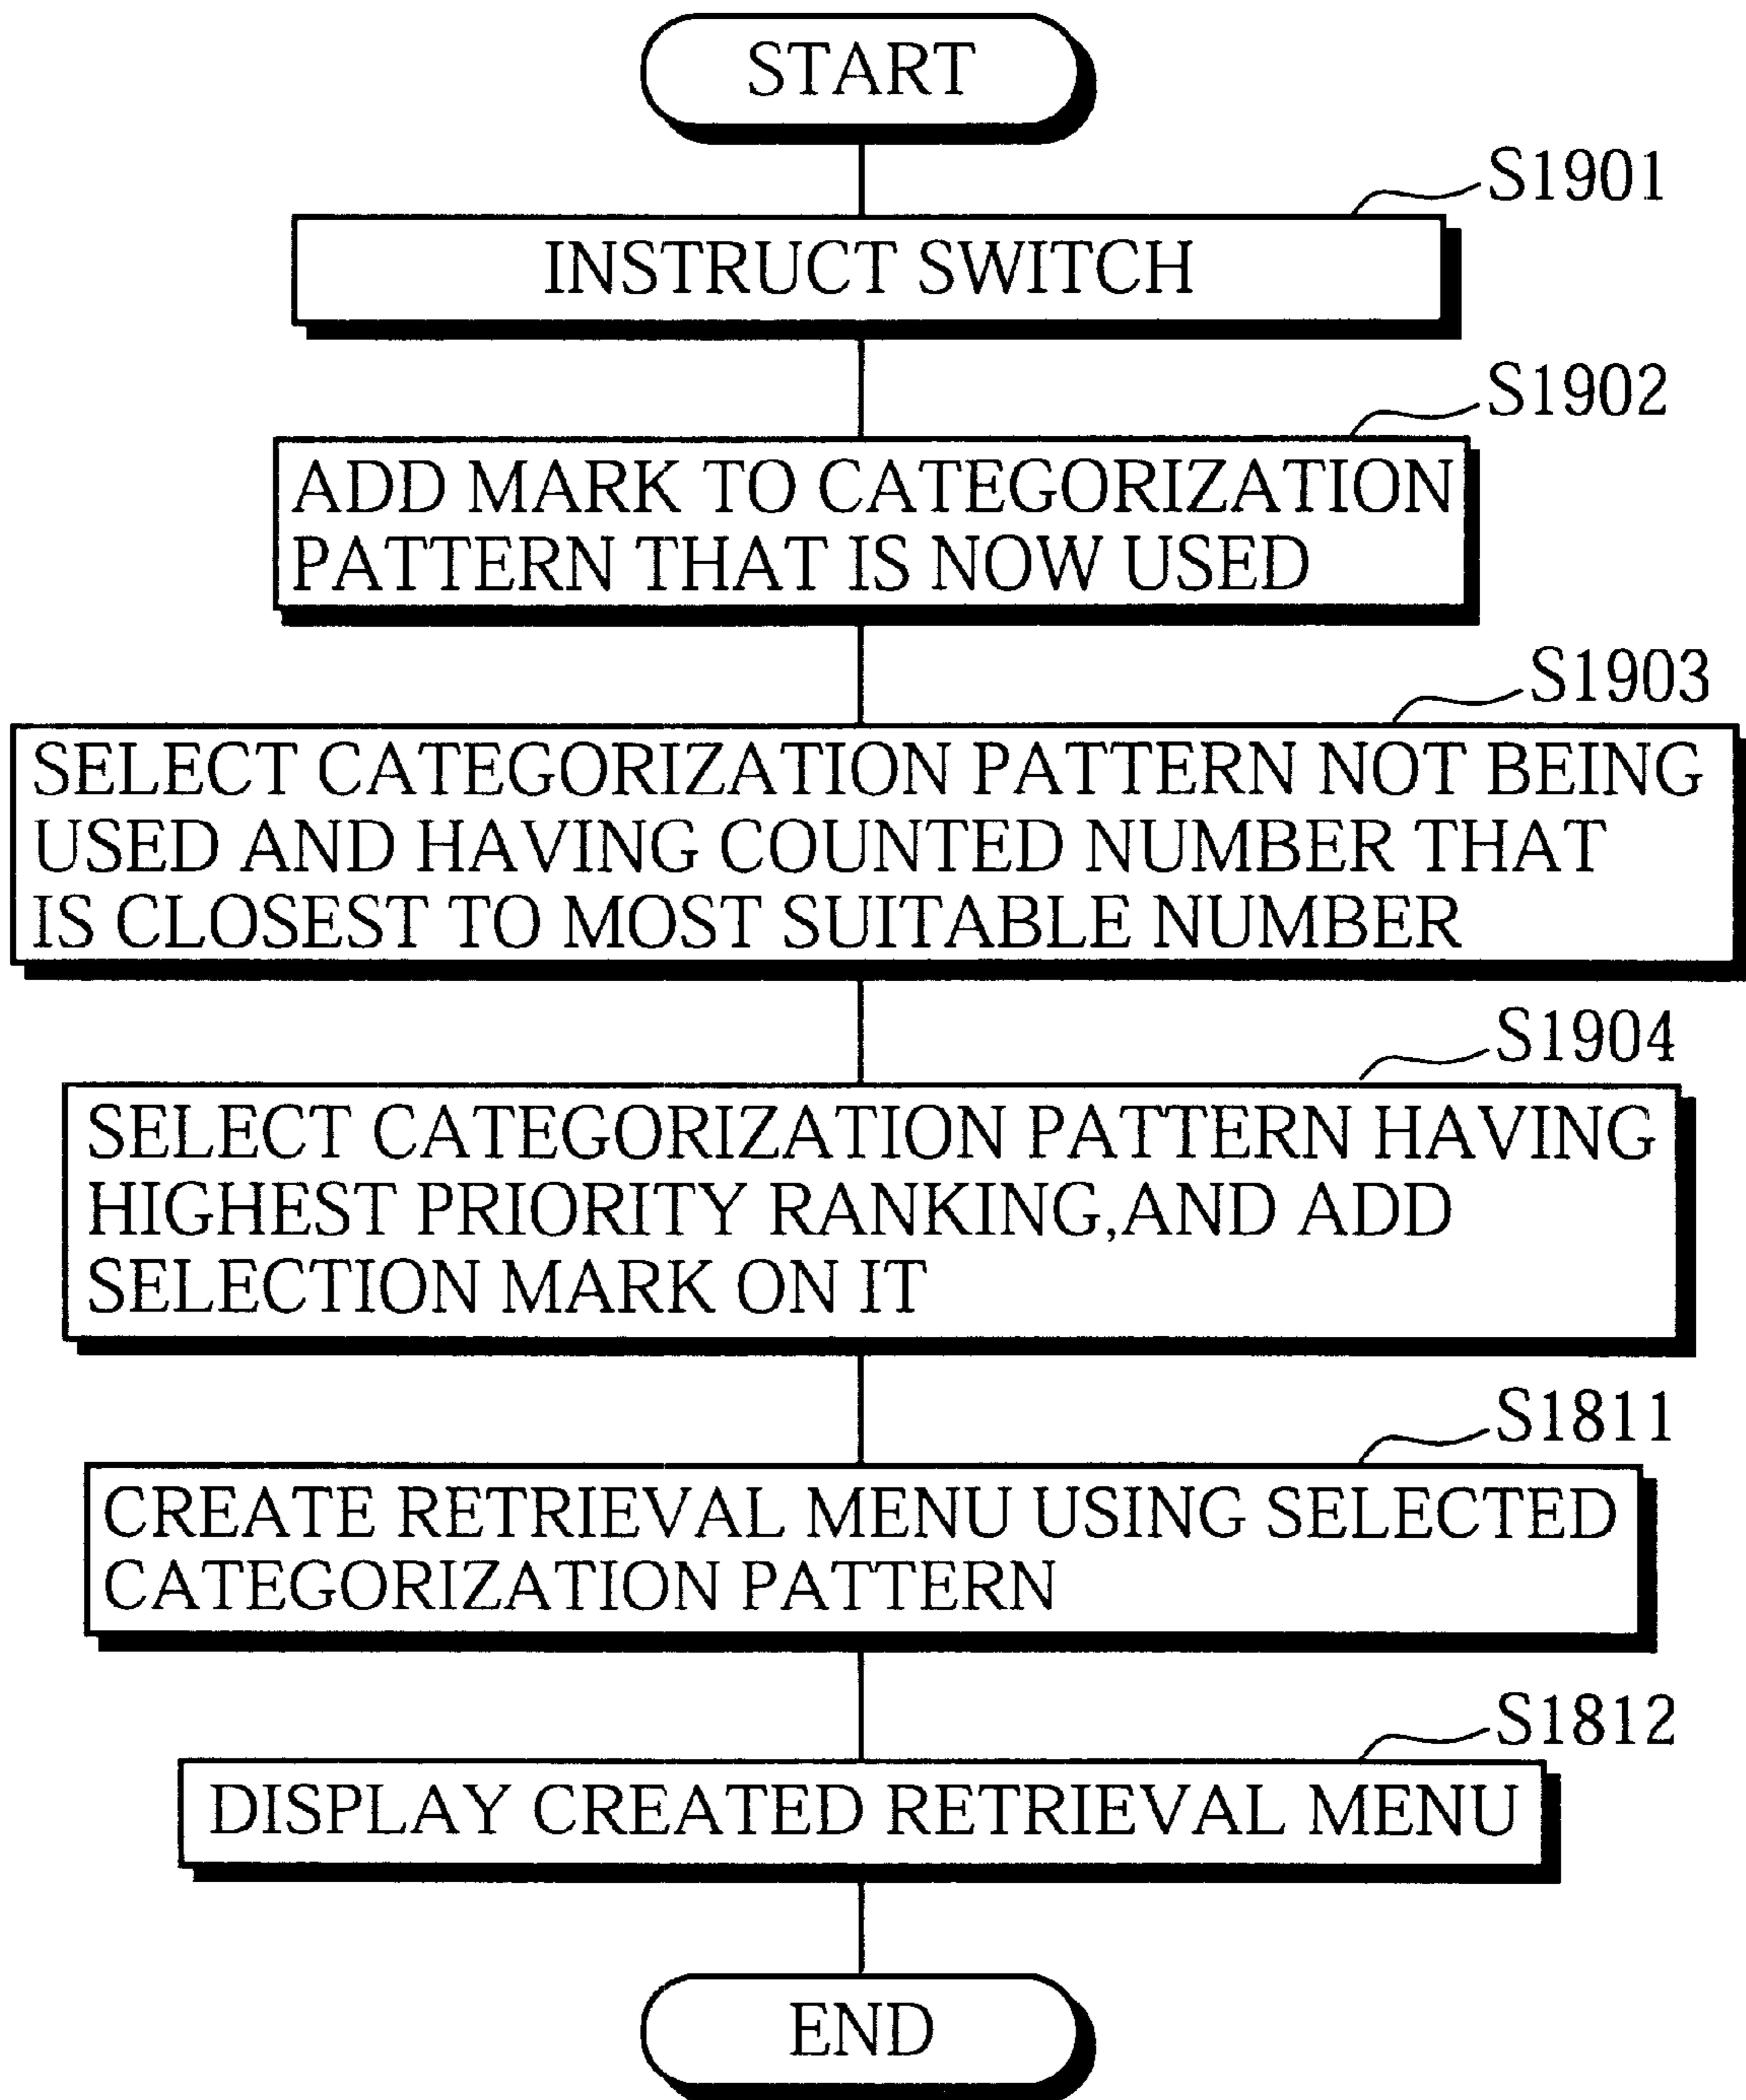 START
S1901
INSTRUCT SWITCH
S1902
ADD MARK TO CATEGORIZATION
PATTERN THAT IS NOW USED
S1903
SELECT CATEGORIZATION PATTERN NOT BEING
USED AND HAVING COUNTED NUMBER THAT
IS CLOSEST TO MOST SUITABLE NUMBER
S1904
SELECT CATEGORIZATION PATTERN HAVING
HIGHEST PRIORITY RANKING,AND ADD
SELECTION MARK ON IT
S1811
CREATE RETRIEVAL MENU USING SELECTED
CATEGORIZATION PATTERN
S1812
DISPLAY CREATED RETRIEVAL MENU
END